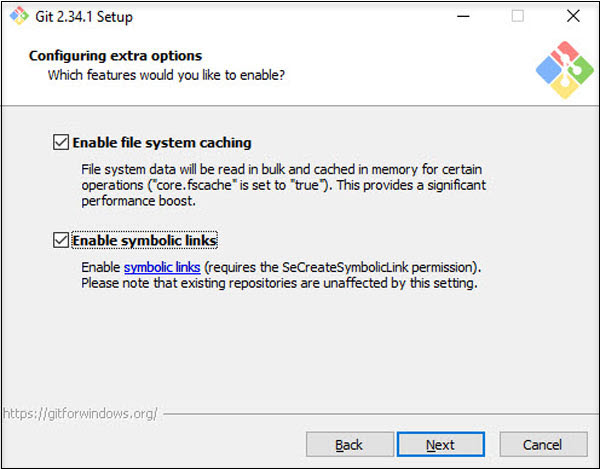 Git 2.34.1 Setup
Configuring extra options
Which features would you like to enable?
Enable file system caching
File system data will be read in bulk and cached in memory for certain
operations ("core.fscache" is set to "true"). This provides a significant
performance boost.
Enable symbolic links
Enable symbolic links (requires the SeCreateSymbolicLink permission).
Please note that existing repositories are unaffected by this setting.
https://gitforwindows.org/
Back Next Cancel